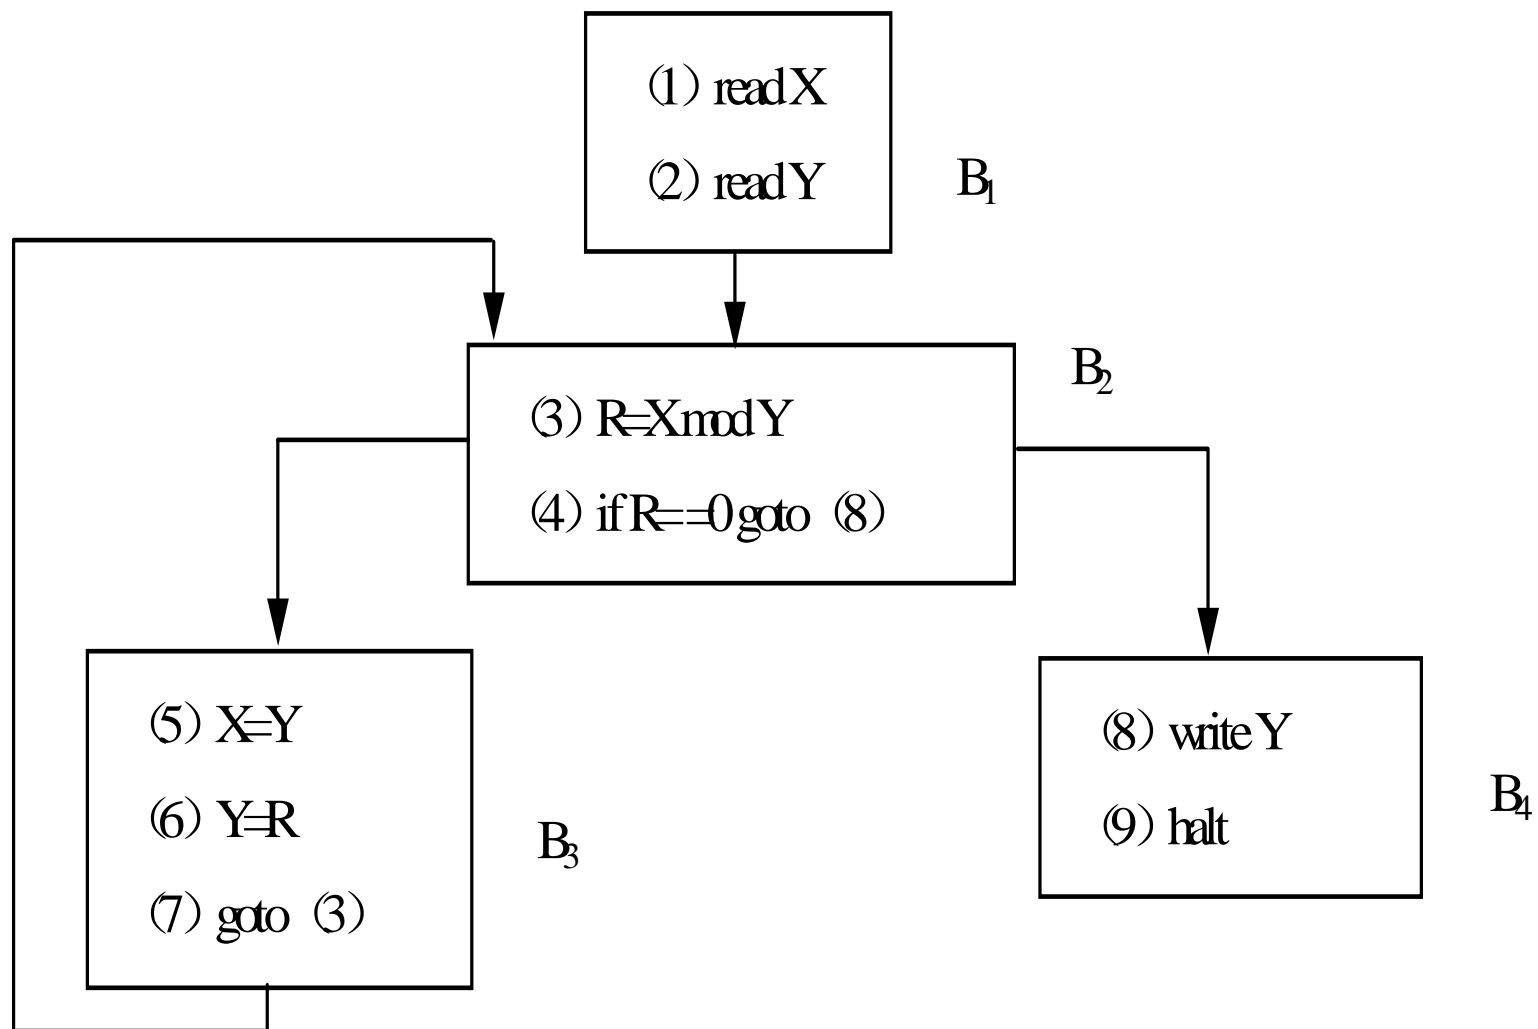 (1) read X
(2) read Y
B1
B2
(3) R=X mod Y
(4) if R==0 goto (8)
(5) X=Y
(6) Y=R
(7) goto (3)
B3
(8) write Y
(9) halt
B4